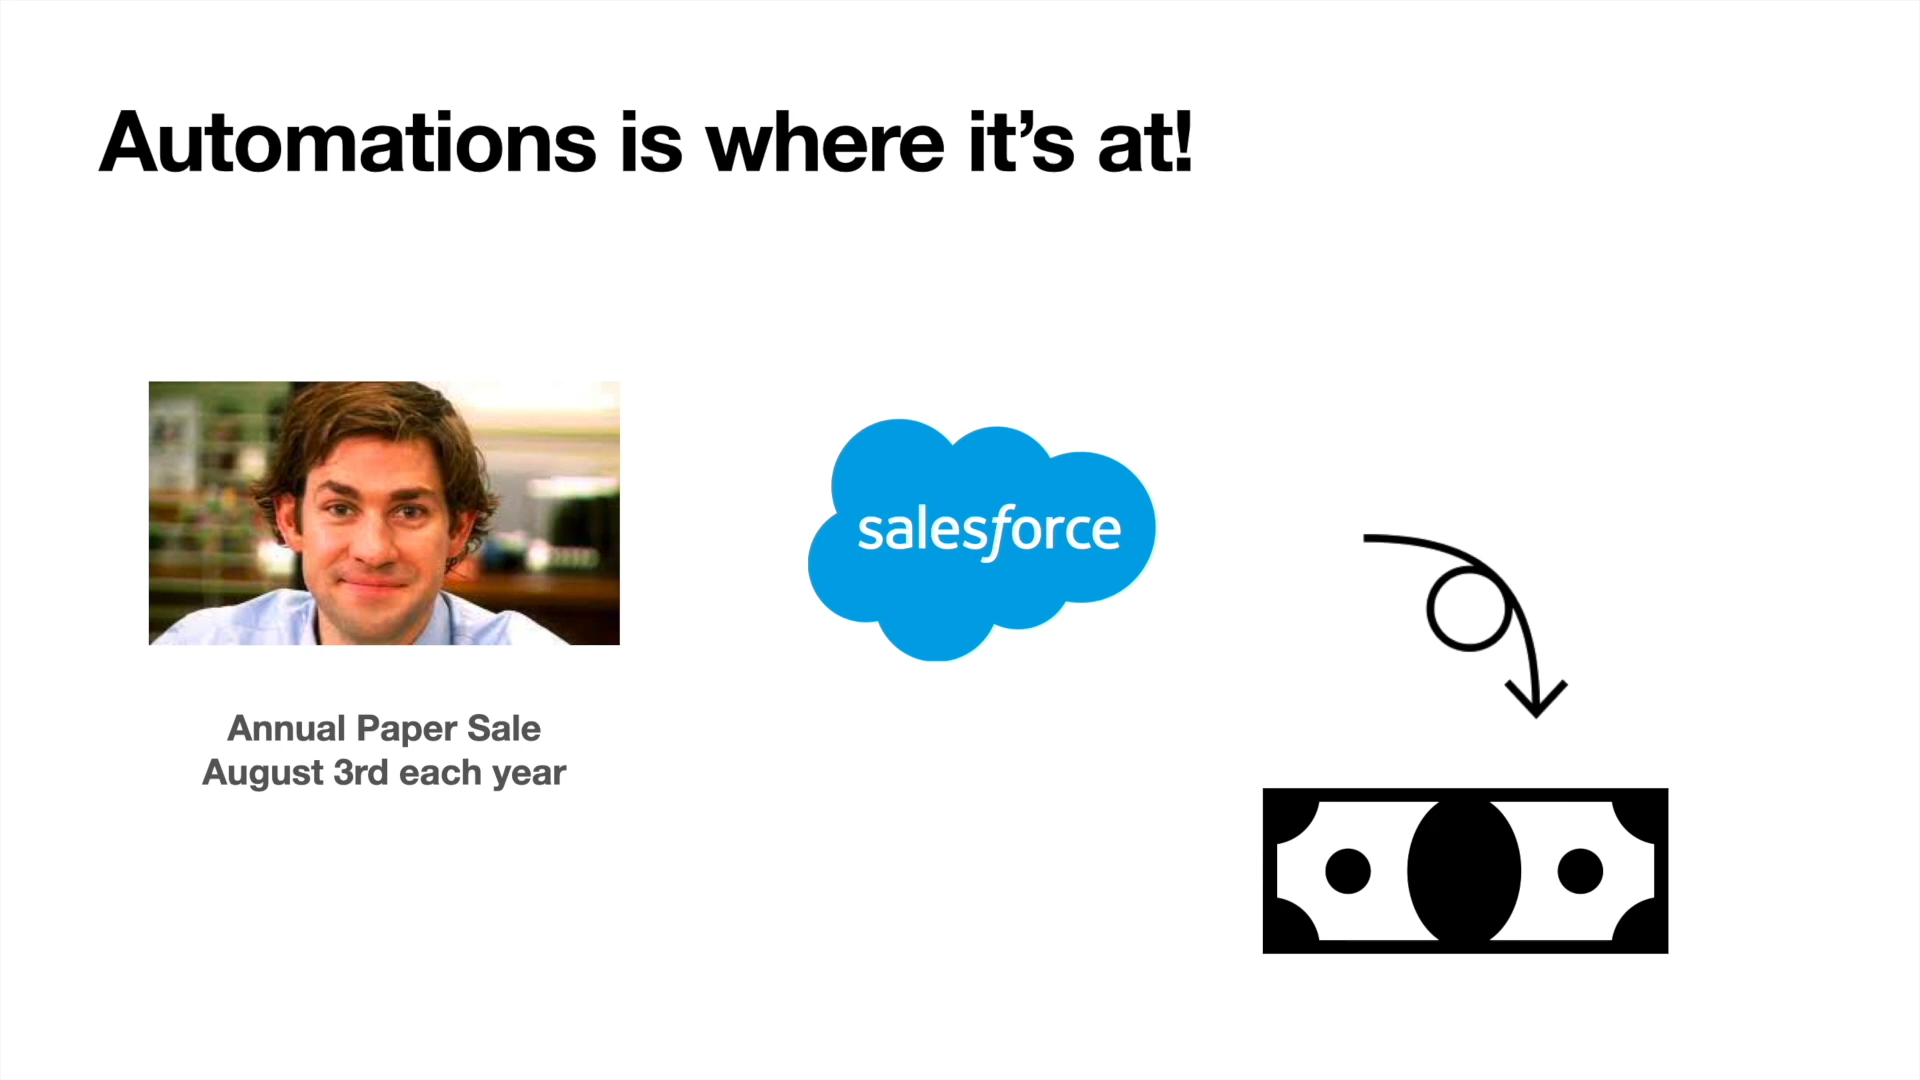 Automations is where it’s at!
salesforce
Annual Paper Sale
August 3rd each year